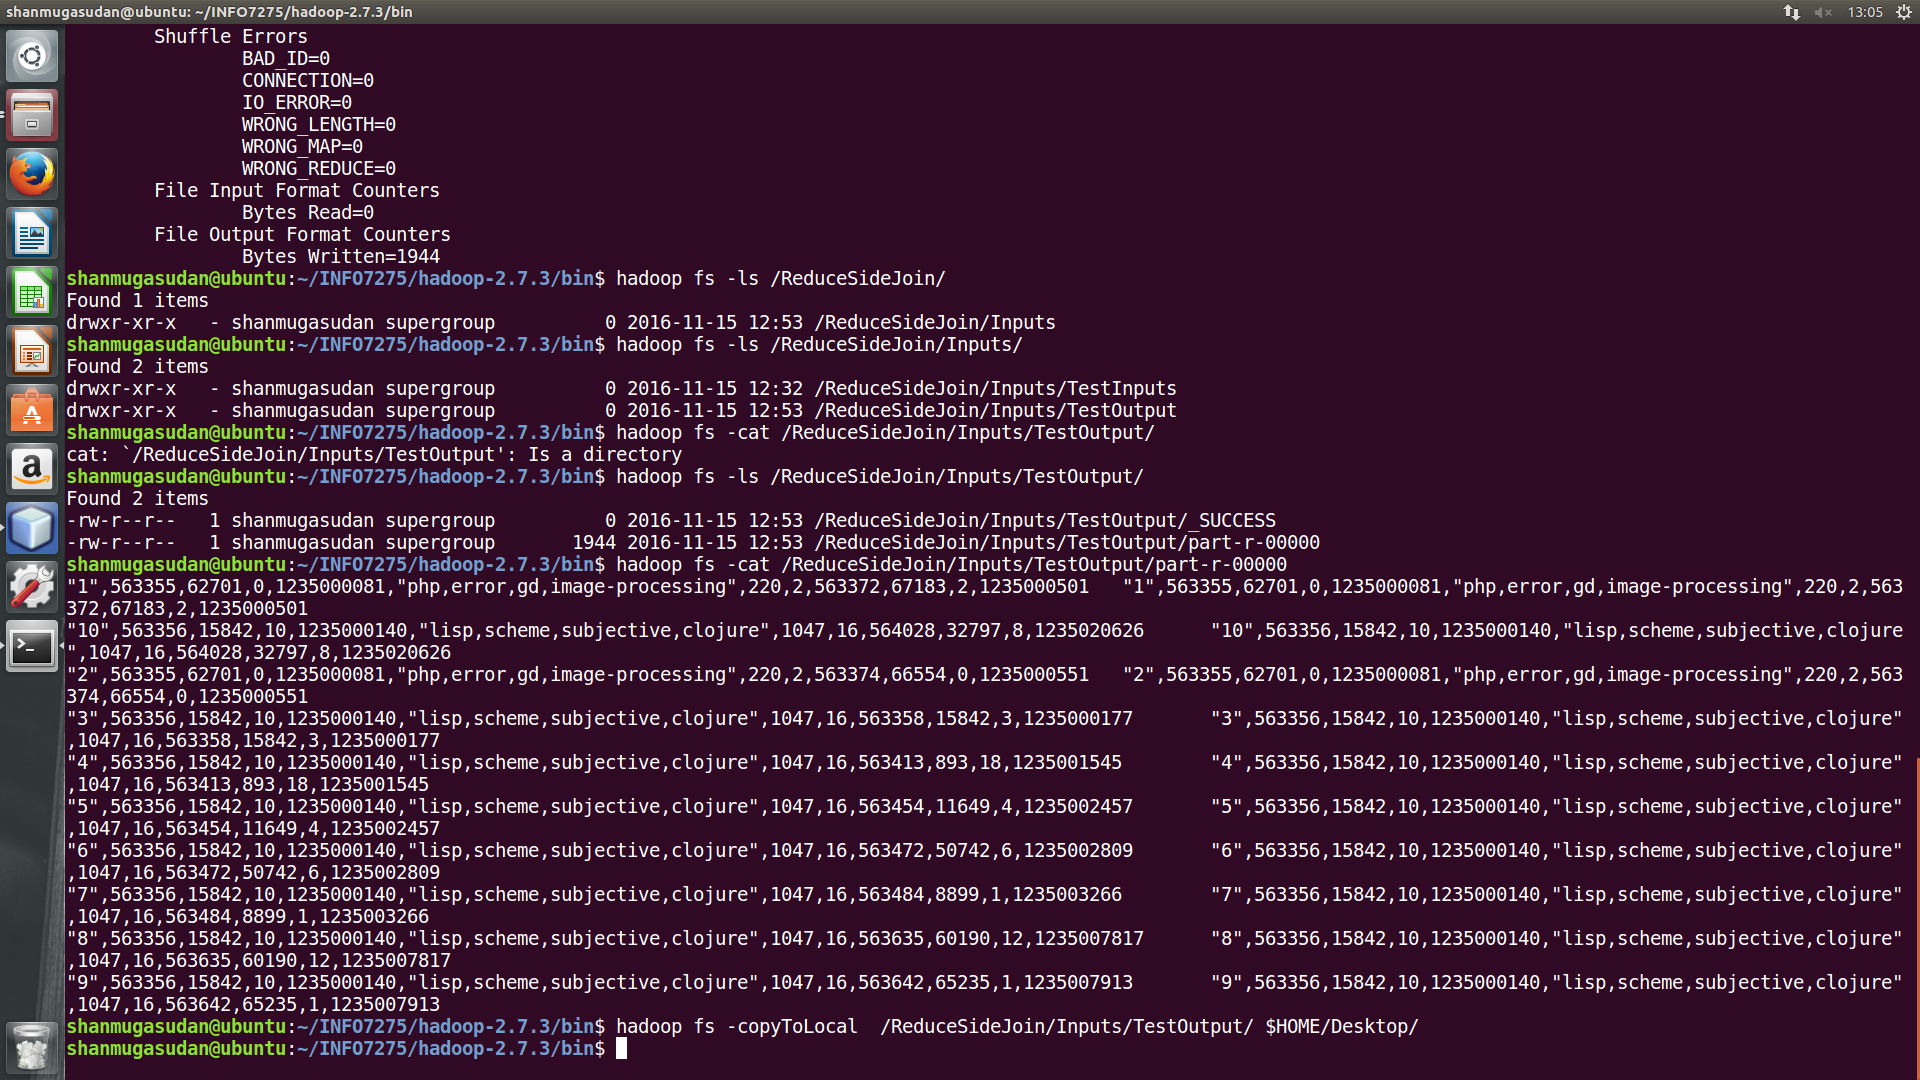 shanmugasudan@ubuntu: ~/INFO7275/hadoop-2.7.3/bin
13:05
        Shuffle Errors
                BAD_ID=0
                CONNECTION=0
                IO_ERROR=0
                WRONG_LENGTH=0
                WRONG_MAP=0
                WRONG_REDUCE=0
        File Input Format Counters
                Bytes Read=0
        File Output Format Counters
                Bytes Written=1944
shanmugasudan@ubuntu:~/INFO7275/hadoop-2.7.3/bin$ hadoop fs -ls /ReduceSideJoin/
Found 1 items
drwxr-xr-x   - shanmugasudan supergroup          0 2016-11-15 12:53 /ReduceSideJoin/Inputs
shanmugasudan@ubuntu:~/INFO7275/hadoop-2.7.3/bin$ hadoop fs -ls /ReduceSideJoin/Inputs/
Found 2 items
drwxr-xr-x   - shanmugasudan supergroup          0 2016-11-15 12:32 /ReduceSideJoin/Inputs/TestInputs
drwxr-xr-x   - shanmugasudan supergroup          0 2016-11-15 12:53 /ReduceSideJoin/Inputs/TestOutput
shanmugasudan@ubuntu:~/INFO7275/hadoop-2.7.3/bin$ hadoop fs -cat /ReduceSideJoin/Inputs/TestOutput/
cat: `/ReduceSideJoin/Inputs/TestOutput': Is a directory
shanmugasudan@ubuntu:~/INFO7275/hadoop-2.7.3/bin$ hadoop fs -ls /ReduceSideJoin/Inputs/TestOutput/
Found 2 items
-rw-r--r--   1 shanmugasudan supergroup          0 2016-11-15 12:53 /ReduceSideJoin/Inputs/TestOutput/_SUCCESS
-rw-r--r--   1 shanmugasudan supergroup       1944 2016-11-15 12:53 /ReduceSideJoin/Inputs/TestOutput/part-r-00000
shanmugasudan@ubuntu:~/INFO7275/hadoop-2.7.3/bin$ hadoop fs -cat /ReduceSideJoin/Inputs/TestOutput/part-r-00000
"1",563355,62701,0,1235000081,"php,error,gd,image-processing",220,2,563372,67183,2,1235000501   "1",563355,62701,0,1235000081,"php,error,gd,image-processing",220,2,563
372,67183,2,1235000501
"10",563356,15842,10,1235000140,"lisp,scheme,subjective,clojure",1047,16,564028,32797,8,1235020626      "10",563356,15842,10,1235000140,"lisp,scheme,subjective,clojure
",1047,16,564028,32797,8,1235020626
"2",563355,62701,0,1235000081,"php,error,gd,image-processing",220,2,563374,66554,0,1235000551   "2",563355,62701,0,1235000081,"php,error,gd,image-processing",220,2,563
374,66554,0,1235000551
"3",563356,15842,10,1235000140,"lisp,scheme,subjective,clojure",1047,16,563358,15842,3,1235000177       "3",563356,15842,10,1235000140,"lisp,scheme,subjective,clojure"
,1047,16,563358,15842,3,1235000177
"4",563356,15842,10,1235000140,"lisp,scheme,subjective,clojure",1047,16,563413,893,18,1235001545        "4",563356,15842,10,1235000140,"lisp,scheme,subjective,clojure"
,1047,16,563413,893,18,1235001545
"5",563356,15842,10,1235000140,"lisp,scheme,subjective,clojure",1047,16,563454,11649,4,1235002457       "5",563356,15842,10,1235000140,"lisp,scheme,subjective,clojure"
,1047,16,563454,11649,4,1235002457
"6",563356,15842,10,1235000140,"lisp,scheme,subjective,clojure",1047,16,563472,50742,6,1235002809       "6",563356,15842,10,1235000140,"lisp,scheme,subjective,clojure"
,1047,16,563472,50742,6,1235002809
"7",563356,15842,10,1235000140,"lisp,scheme,subjective,clojure",1047,16,563484,8899,1,1235003266        "7",563356,15842,10,1235000140,"lisp,scheme,subjective,clojure"
,1047,16,563484,8899,1,1235003266
"8",563356,15842,10,1235000140,"lisp,scheme,subjective,clojure",1047,16,563635,60190,12,1235007817      "8",563356,15842,10,1235000140,"lisp,scheme,subjective,clojure"
,1047,16,563635,60190,12,1235007817
"9",563356,15842,10,1235000140,"lisp,scheme,subjective,clojure",1047,16,563642,65235,1,1235007913       "9",563356,15842,10,1235000140,"lisp,scheme,subjective,clojure"
,1047,16,563642,65235,1,1235007913
shanmugasudan@ubuntu:~/INFO7275/hadoop-2.7.3/bin$ hadoop fs -copyToLocal  /ReduceSideJoin/Inputs/TestOutput/ $HOME/Desktop/
shanmugasudan@ubuntu:~/INFO7275/hadoop-2.7.3/bin$